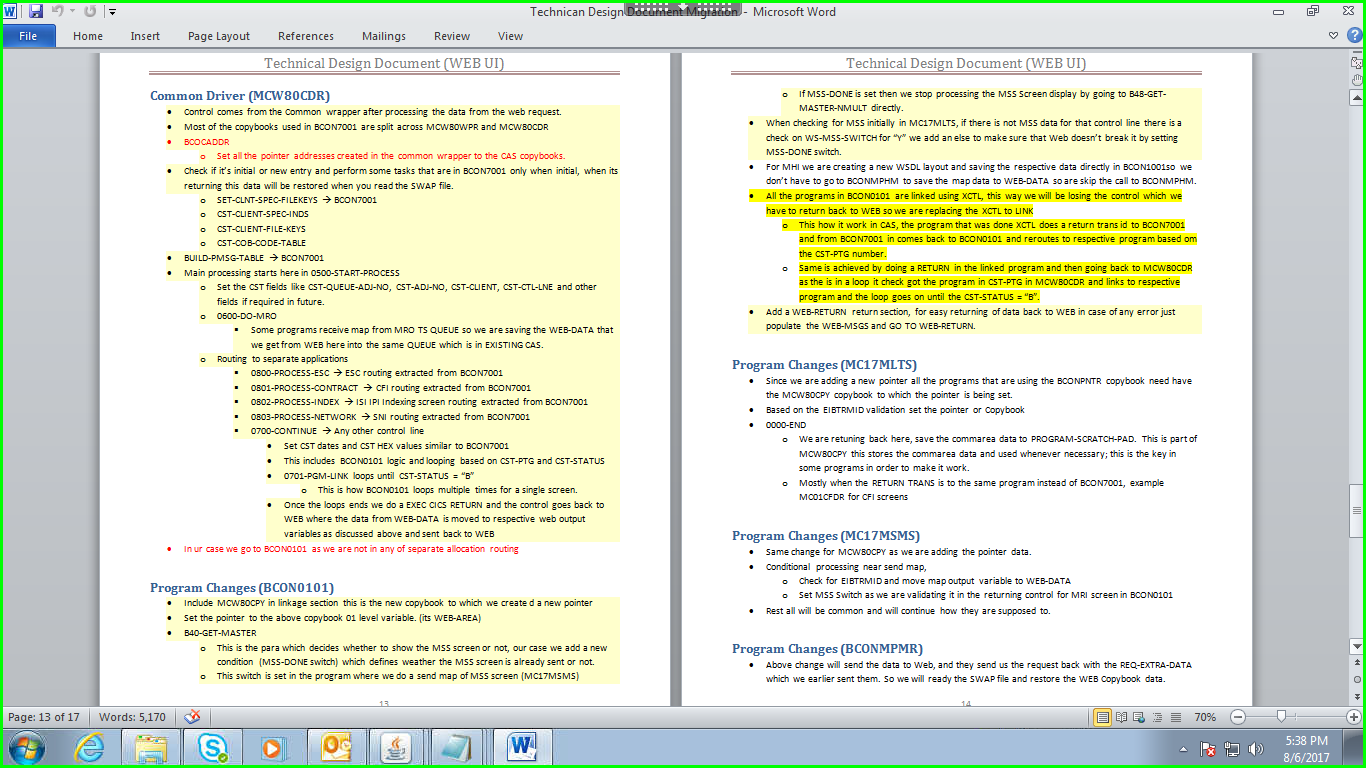 Technican Design Document Migration - Microsoft Word
File Home Insert Page Layout References Mailings Review View
Technical Design Document (WEB UI)
Common Driver (MCW80CDR)
• Control comes from the Common wrapper after processing the data from the web request.
• Most of the copybooks used in BCON7001 are split across MCW80WPR and MCW80CDR
• BCOCADDR
o Set all the pointer addresses created in the common wrapper to the CAS copybooks.
• Check if it's initial or new entry and perform some tasks that are in BCON7001 only when initial, when its
returning this data will be restored when you read the SWAP file.
o SET-CLNT-SPEC-FILEKEYS → BCON7001
o CST-CLIENT-SPEC-INDS
o CST-CLIENT-FILE-KEYS
o CST-COB-CODE-TABLE
• BUILD-PMSG-TABLE → BCON7001
• Main processing starts here in 0500-START-PROCESS
o Set the CST fields like CST-QUEUE-ADJ-NO, CST-ADJ-NO, CST-CLIENT, CST-CTL-LNE and other
fields if required in future.
o 0600-DO-MRO
▪ Some programs receive map from MRO TS QUEUE so we are saving the WEB-DATA that
we get from WEB here into the same QUEUE which is in EXISTING CAS.
o Routing to separate applications
▪ 0800-PROCESS-ESC → ESC routing extracted from BCON7001
▪ 0801-PROCESS-CONTRACT → CFI routing extracted from BCON7001
▪ 0802-PROCESS-INDEX → ISI IPI Indexing screen routing extracted from BCON7001
▪ 0803-PROCESS-NETWORK → SNI routing extracted from BCON7001
▪ 0700-CONTINUE → Any other control line
• Set CST dates and CST HEX values similar to BCON7001
• This includes BCON0101 logic and looping based on CST-PTG and CST-STATUS
• 0701-PGM-LINK loops until CST-STATUS = "B"
o This is how BCON0101 loops multiple times for a single screen.
• Once the loops ends we do a EXEC CICS RETURN and the control goes back to
WEB where the data from WEB-DATA is moved to respective web output
variables as discussed above and sent back to WEB
• In ur case we go to BCON0101 as we are not in any of separate allocation routing
Program Changes (BCON0101)
• Include MCW80CPY in linkage section this is the new copybook to which we create d a new pointer
• Set the pointer to the above copybook 01 level variable. (its WEB-AREA)
• B40-GET-MASTER
o This is the para which decides whether to show the MSS screen or not, our case we add a new
condition (MSS-DONE switch) which defines weather the MSS screen is already sent or not.
o This switch is set in the program where we do a send map of MSS screen (MC17MSMS)
13
Technical Design Document (WEB UI)
o If MSS-DONE is set then we stop processing the MSS Screen display by going to B48-GET-
MASTER-NMULT directly.
• When checking for MSS initially in MC17MLTS, if there is not MSS data for that control line there is a
check on WS-MSS-SWITCH for "Y" we add an else to make sure that Web doesn't break it by setting
MSS-DONE switch.
• For MHI we are creating a new WSDL layout and saving the respective data directly in BCON1001so we
don't have to go to BCONMPHM to save the map data to WEB-DATA so are skip the call to BCONMPHM.
• All the programs in BCON0101 are linked using XCTL, this way we will be losing the control which we
have to return back to WEB so we are replacing the XCTL to LINK
o This how it work in CAS, the program that was done XCTL does a return trans id to BCON7001
and from BCON7001 in comes back to BCON0101 and reroutes to respective program based om
the CST-PTG number.
o Same is achieved by doing a RETURN in the linked program and then going back to MCW80CDR
as the is in a loop it check got the program in CST-PTG in MCW80CDR and links to respective
program and the loop goes on until the CST-STATUS = "B".
• Add a WEB-RETURN return section, for easy returning of data back to WEB in case of any error just
populate the WEB-MSGS and GO TO WEB-RETURN.
Program Changes (MC17MLTS)
• Since we are adding a new pointer all the programs that are using the BCONPNTR copybook need have
the MCW80CPY copybook to which the pointer is being set.
• Based on the EIBTRMID validation set the pointer or Copybook
• 0000-END
o We are retuning back here, save the commarea data to PROGRAM-SCRATCH-PAD. This is part of
MCW80CPY this stores the commarea data and used whenever necessary; this is the key in
some programs in order to make it work.
o Mostly when the RETURN TRANS is to the same program instead of BCON7001, example
MC01CFDR for CFI screens
Program Changes (MC17MSMS)
• Same change for MCW80CPY as we are adding the pointer data.
• Conditional processing near send map,
o Check for EIBTRMID and move map output variable to WEB-DATA
o Set MSS Switch as we are validating it in the returning control for MRI screen in BCON0101
• Rest all will be common and will continue how they are supposed to.
Program Changes (BCONMPMR)
• Above change will send the data to Web, and they send us the request back with the REQ-EXTRA-DATA
which we earlier sent them. So we will ready the SWAP file and restore the WEB Copybook data.
14
Page: 13 of 17 Words: 5,170 70%
5:38 PM
8/6/2017